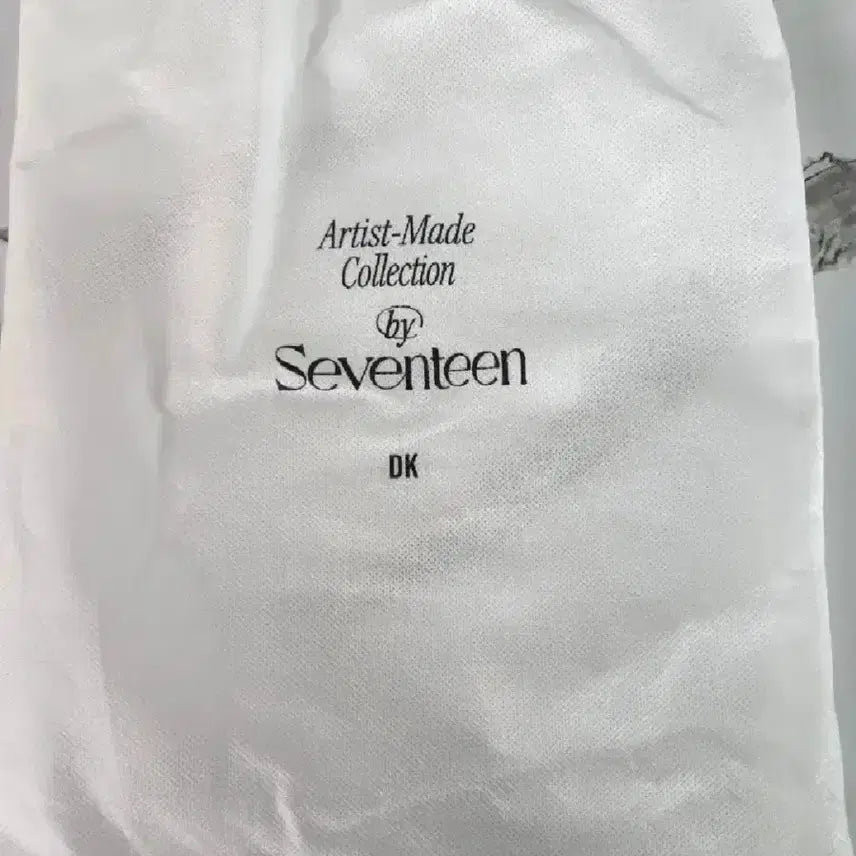 Artist-Made
Collection
by
Seventeen
DK